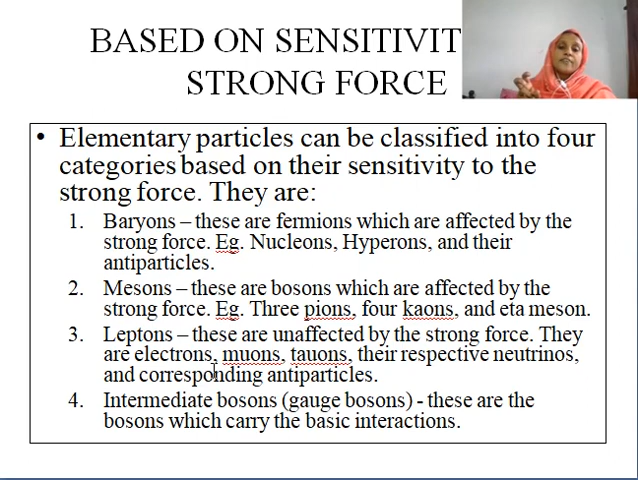 BASED ON SENSITIVIT
STRONG FORCE
• Elementary particles can be classified into four
categories based on their sensitivity to the
strong force. They are:
1. Baryons – these are fermions which are affected by the
strong force. Eg. Nucleons, Hyperons, and their
antiparticles.
2. Mesons – these are bosons which are affected by the
strong force. Eg. Three pions, four kaons, and eta meson.
3. Leptons – these are unaffected by the strong force. They
are electrons, muons, tauons, their respective neutrinos,
and corresponding antiparticles.
4. Intermediate bosons (gauge bosons) - these are the
bosons which carry the basic interactions.